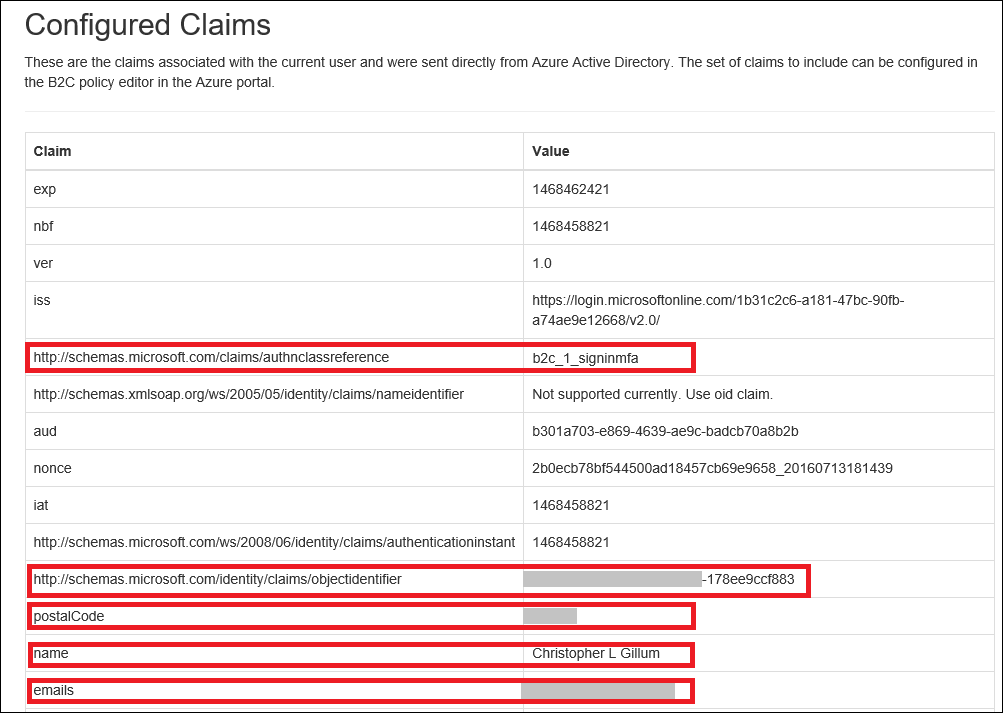 Configured Claims
These are the claims associated with the current user and were sent directly from Azure Active Directory. The set of claims to include can be configured in
the B2C policy editor in the Azure portal.
Claim Value
exp 1468462421
nbf 1468458821
ver 1.0
iss https://login.microsoftonline.com/1b31c2c6-a181-47bc-90fb-
a74ae9e12668/v2.0/
http://schemas.microsoft.com/claims/authnclassreference b2c_1_signinmfa
http://schemas.xmlsoap.org/ws/2005/05/identity/claims/nameidentifier Not supported currently. Use oid claim.
aud b301a703-e869-4639-ae9c-badcb70a8b2b
nonce 2b0ecb78bf544500ad18457cb69e9658_20160713181439
iat 1468458821
http://schemas.microsoft.com/ws/2008/06/identity/claims/authenticationinstant 1468458821
http://schemas.microsoft.com/identity/claims/objectidentifier -178ee9ccf883
postalCode
name Christopher L Gillum
emails